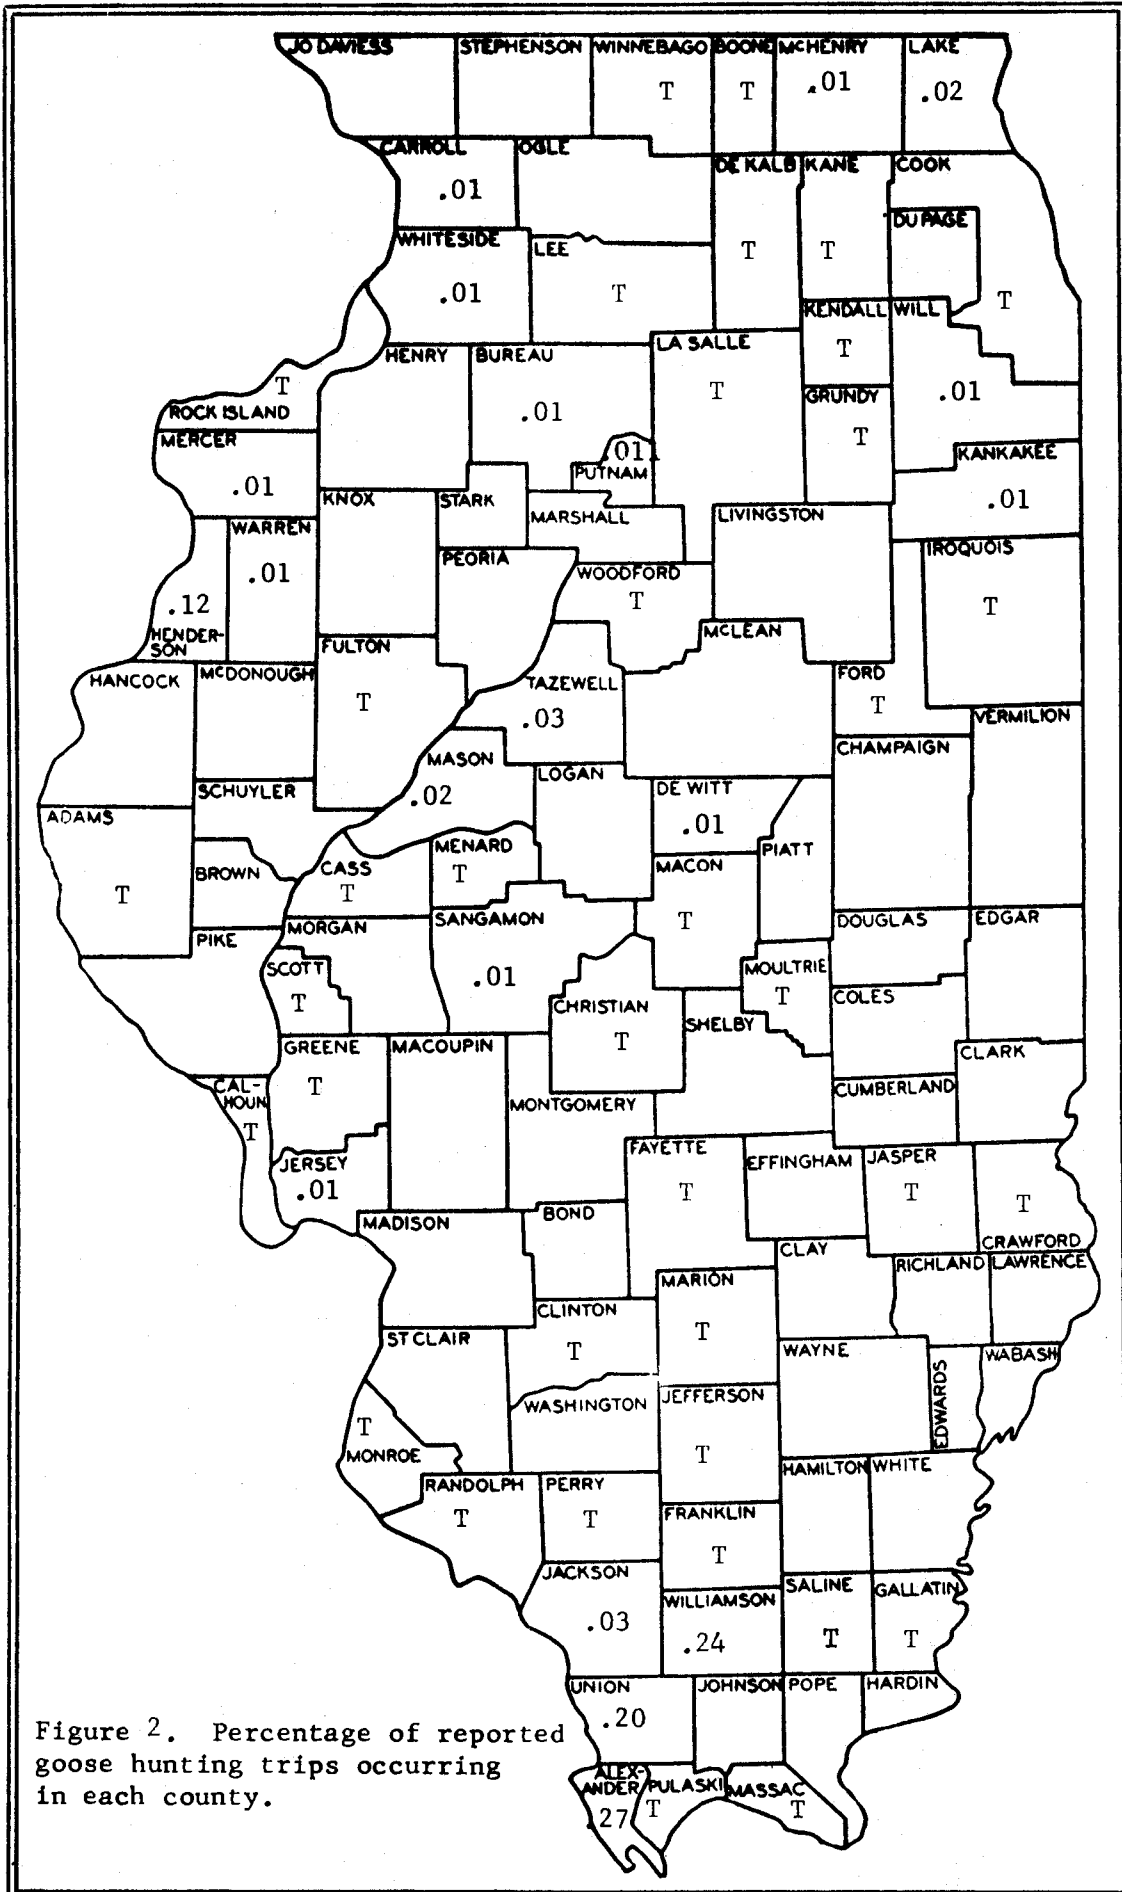 JO DAVIESS STEPHENSON WINNEBAGO BOONE McHENRY LAKE
T T .01 .02
CARROLL OGLE DE KALB KANE COOK
.01
DU PAGE
WHITESIDE LEE
T T
.01 T T
KENDALL WILL
HENRY BUREAU LA SALLE
T
T T
GRUNDY
.01 .01
ROCK ISLAND
MERCER T
.01 KANKAKEE
PUTNAM
.01 .01
KNOX STARK
MARSHALL LIVINGSTON
WARREN
PEORIA IROQUOIS
.01 WOODFORD
.12 T T
HENDER-
SON
McLEAN
FULTON
HANCOCK McDONOUGH TAZEWELL FORD
T .03 T
VERMILION
MASON CHAMPAIGN
LOGAN
SCHUYLER .02 DE WITT
ADAMS .01
MENARD PIATT
BROWN CASS T MACON
T T
T
MORGAN SANGAMON DOUGLAS EDGAR
PIKE
SCOTT MOULTRIE
.01 T
T COLES
CHRISTIAN
SHELBY
T
GREENE MACOUPIN CLARK
T
CAL-
HOUN
CUMBERLAND
MONTGOMERY
T
FAYETTE EFFINGHAM JASPER
JERSEY
.01 T T T
MADISON BOND
CRAWFORD
CLAY
RICHLAND LAWRENCE
MARION
CLINTON
T
ST CLAIR T
WAYNE WABASH
EDWARDS
JEFFERSON
WASHINGTON
T
MONROE T
HAMILTON WHITE
RANDOLPH PERRY
T T
FRANKLIN
T
JACKSON
SALINE GALLATIN
WILLIAMSON
.03 .24 T T
UNION JOHNSON POPE HARDIN
.20
ALEX-
ANDER PULASKI MASSAC
.27 T T
Figure 2. Percentage of reported
goose hunting trips occurring
in each county.